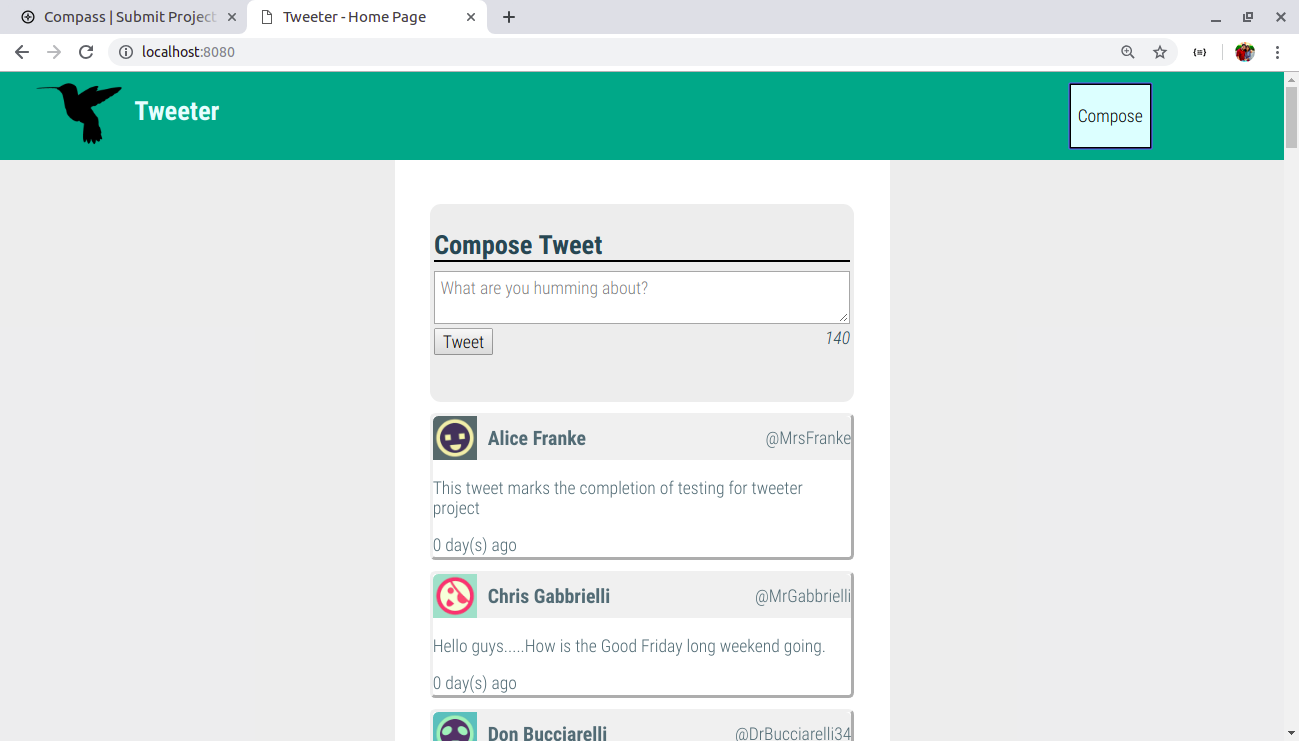 Compass | Submit Project
Tweeter - Home Page
localhost:8080
Tweeter
Compose
Compose Tweet
What are you humming about?
Tweet
140
Alice Franke
@MrsFranke
This tweet marks the completion of testing for tweeter
project
0 day(s) ago
Chris Gabbrielli
@MrGabbrielli
Hello guys.....How is the Good Friday long weekend going.
0 day(s) ago
Don Bucciarelli
@DrBucciarelli34